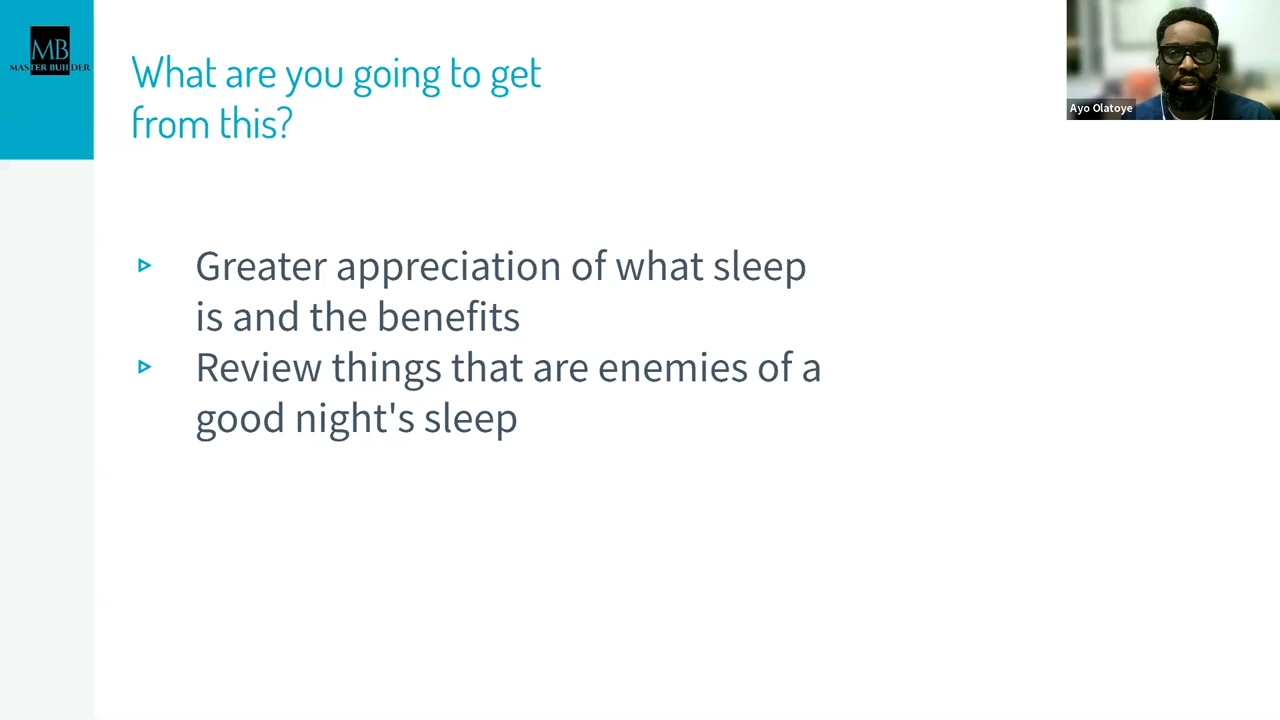 MB
MASTER BUILDER
What are you going to get
from this?
Ayo Olatoye
Greater appreciation of what sleep
is and the benefits
Review things that are enemies of a
good night's sleep